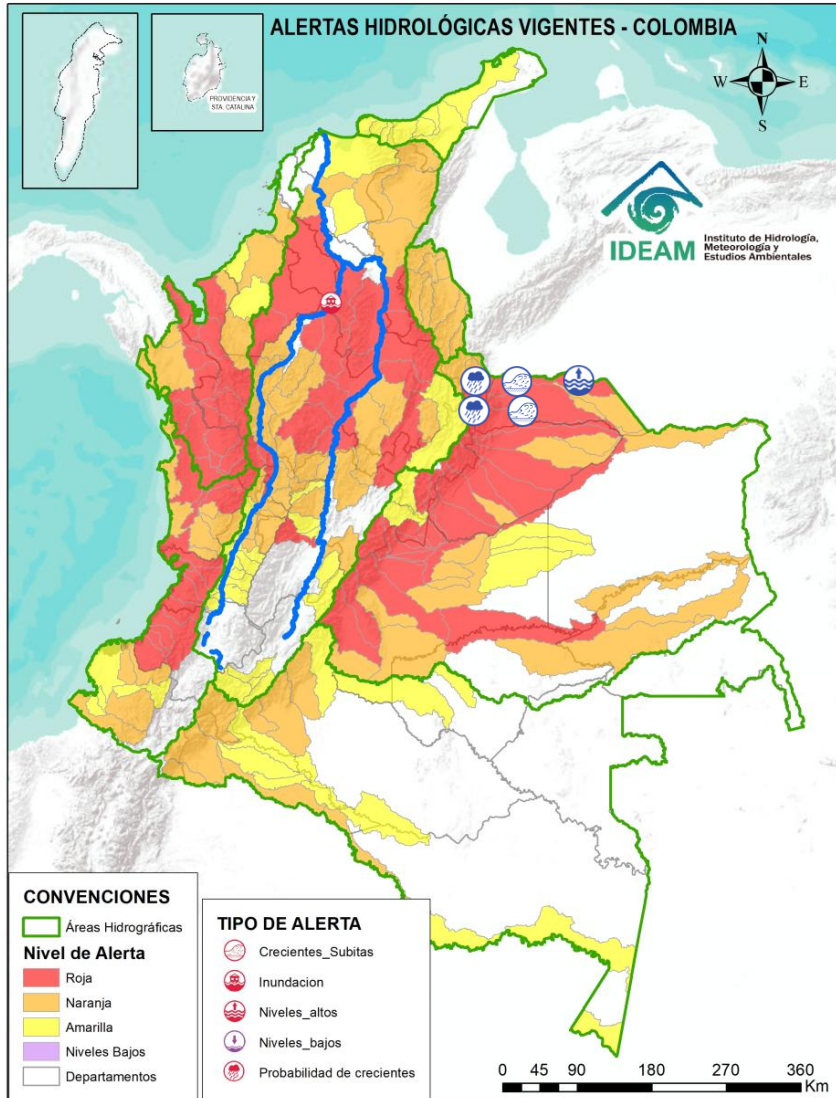 ALERTAS HIDROLÓGICAS VIGENTES - COLOMBIA
PROVIDENCIA Y
STA. CATALINA
N
W
E
S
IDEAM
Instituto de Hidrología,
Meteorología y
Estudios Ambientales
CONVENCIONES
Áreas Hidrográficas
Nivel de Alerta
Roja
Naranja
Amarilla
Niveles Bajos
Departamentos
TIPO DE ALERTA
Crecientes_Subitas
Inundacion
Niveles_altos
Niveles_bajos
Probabilidad de crecientes
0 45 90 180 270 360
Km